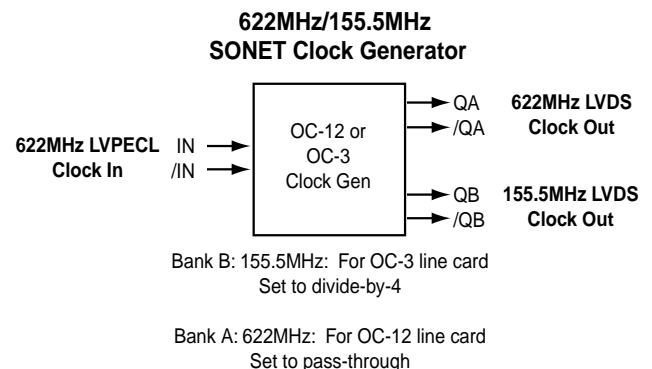 622MHz/155.5MHz
SONET Clock Generator
622MHz LVPECL
Clock In
IN
/IN
OC-12 or
OC-3
Clock Gen
QA
/QA
622MHz LVDS
Clock Out
QB
/QB
155.5MHz LVDS
Clock Out
Bank B: 155.5MHz: For OC-3 line card
Set to divide-by-4
Bank A: 622MHz: For OC-12 line card
Set to pass-through